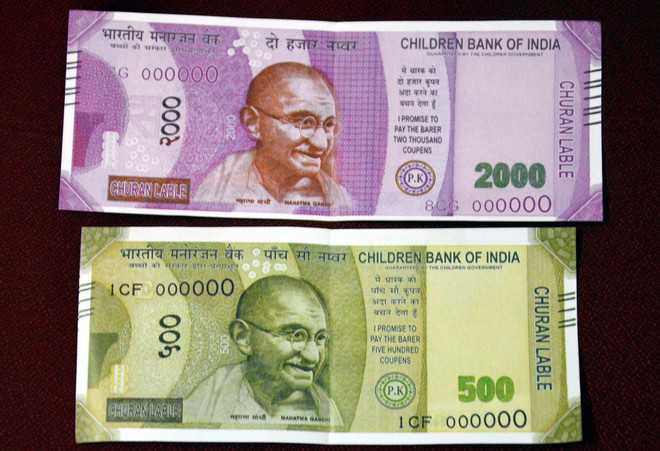 भारतीय मनोरंजन बैंक
दो हजार नम्बर
CHILDREN BANK OF INDIA
GUARANTEED BY THE CHILDREN GOVERNMENT
8CG 000000
२०००
2000
CHURAN LABLE
महात्मा गांधी
MAHATMA GANDHI
मैं धारक को
दो हजार कूपन
अदा करने का
वचन देता हूँ
I PROMISE TO
PAY THE BARER
TWO THOUSAND
COUPENS
P.K
2000
8CG 000000
CHURAN LABLE
भारतीय मनोरंजन बैंक
पाँच सौ नम्वर
CHILDREN BANK OF INDIA
GUARANTEED BY THE CHILDREN GOVERNMENT
1CF 000000
५००
500
CHURAN LABLE
महात्मा गांधी
MAHATMA GANDHI
मैं धारक को
पाँच सौ कूपन
अदा करने का
वचन देता हूँ
I PROMISE TO
PAY THE BARER
FIVE HUNDRED
COUPENS
P.K
500
1CF 000000
CHURAN LABLE